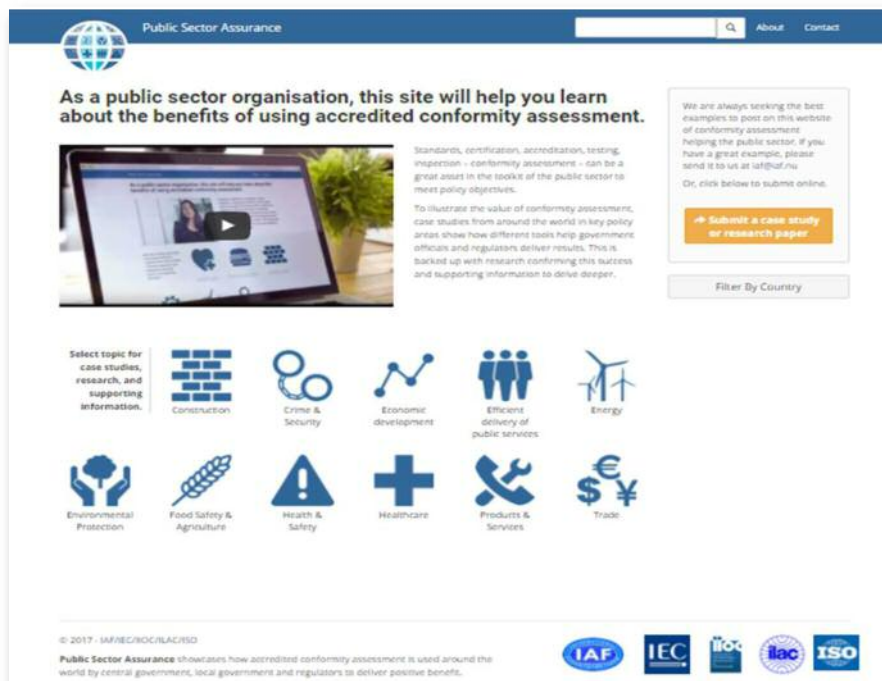 Public Sector Assurance
About
Contact
As a public sector organisation, this site will help you learn
about the benefits of using accredited conformity assessment.
Standards, certification, accreditation, testing,
inspection – conformity assessment – can be a
great asset in the toolkit of the public sector to
meet policy objectives.
To illustrate the value of conformity assessment,
case studies from around the world in key policy
areas show how different tools help government
officials and regulators deliver results. This is
backed up with research confirming this success
and supporting information to delve deeper.
We are always seeking the best
examples to post on this website
of conformity assessment
helping the public sector. If you
have a great example, please
send it to us at iaf@iaf.nu
Or, click below to submit online.
Submit a case study
or research paper
Filter By Country
Select topic for
case studies,
research, and
supporting
information.
Construction
Crime &
Security
Economic
development
Efficient
delivery of
public services
Energy
Environmental
Protection
Food Safety &
Agriculture
Health &
Safety
Healthcare
Products &
Services
Trade
© 2017 - IAF/IEC/IIOC/ILAC/ISO
Public Sector Assurance showcases how accredited conformity assessment is used around the
world by central government, local government and regulators to deliver positive benefit.
IAF
IEC
iioc
ilac
ISO